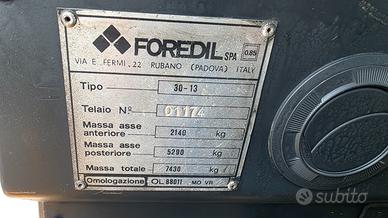 FOREDIL SPA
0.85
VIA E. FERMI. 22 RUBANO (PADOVA) ITALY
Tipo 30-13
Telaio No 01174
Massa asse anteriore 2140 kg
Massa asse posteriore 5290 kg
Massa totale 7430 kg
Omologazione OL 88011 MO VR
subito